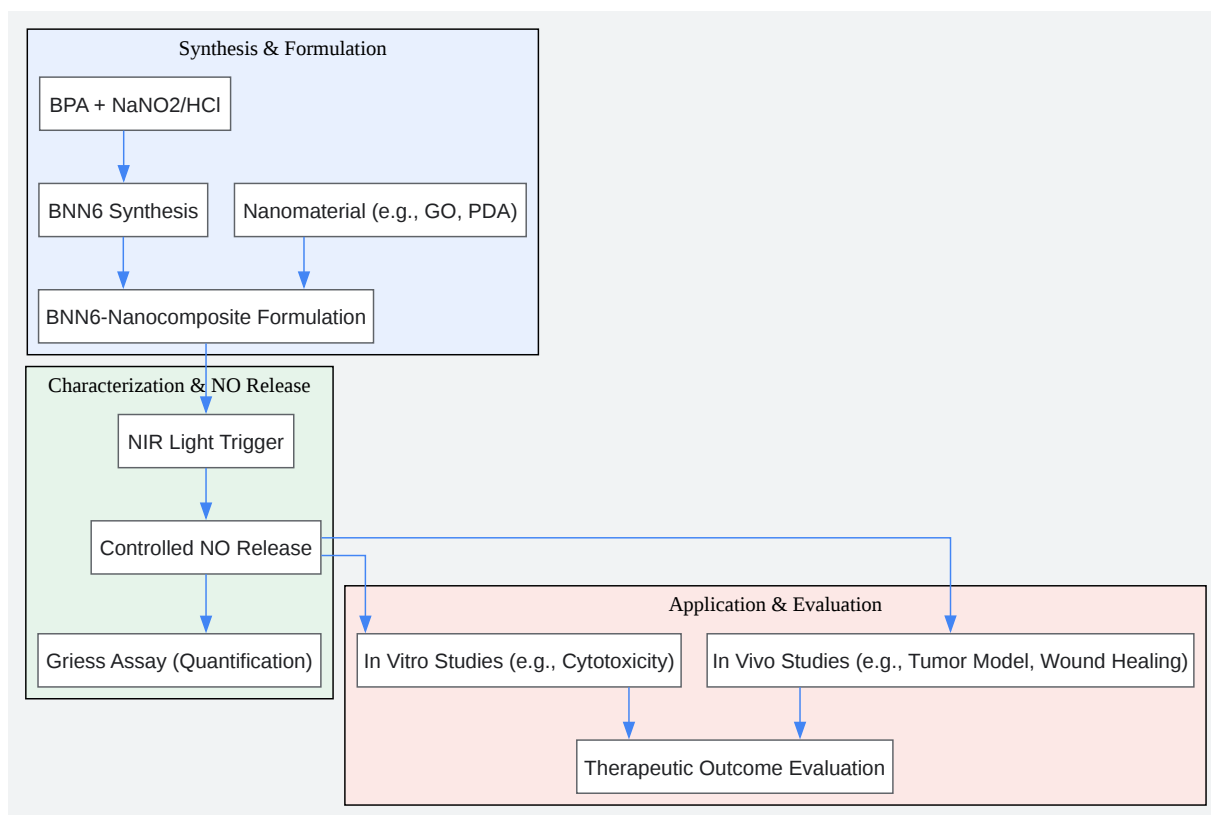 Synthesis & Formulation
BPA + NaNO2/HCl
BNN6 Synthesis
Nanomaterial (e.g., GO, PDA)
BNN6-Nanocomposite Formulation
Characterization & NO Release
NIR Light Trigger
Controlled NO Release
Griess Assay (Quantification)
Application & Evaluation
In Vitro Studies (e.g., Cytotoxicity)
In Vivo Studies (e.g., Tumor Model, Wound Healing)
Therapeutic Outcome Evaluation